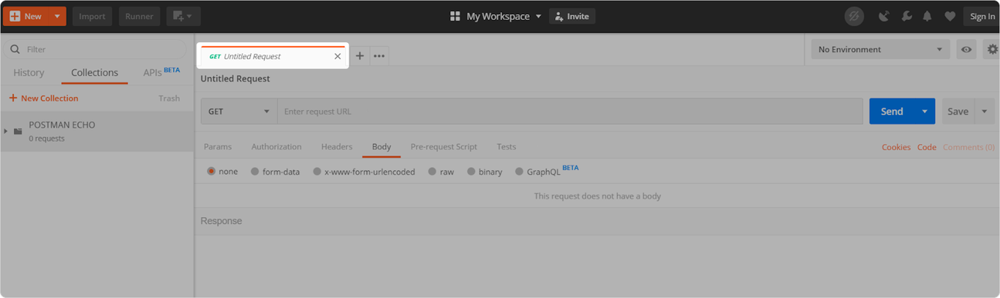 New Import Runner My Workspace Invite Sign In
Filter
GET Untitled Request
No Environment
History Collections APIs BETA
Untitled Request
New Collection Trash
GET Enter request URL Send Save
POSTMAN ECHO
0 requests
Params Authorization Headers Body Pre-request Script Tests Cookies Code Comments (0)
none form-data x-www-form-urlencoded raw binary GraphQL BETA
This request does not have a body
Response